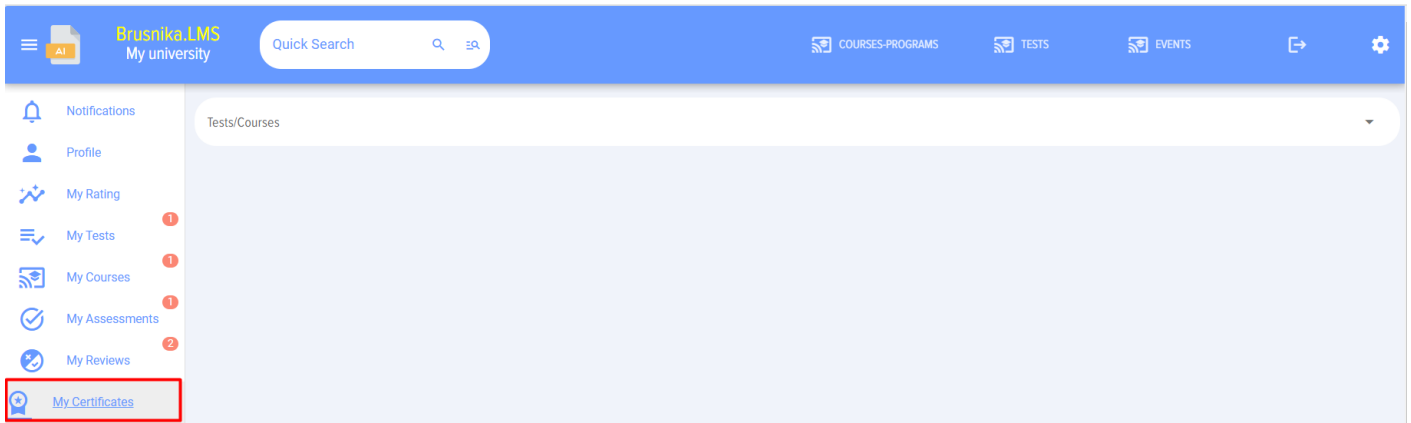 AI
Brusnika.LMS
My university
Quick Search
COURSES-PROGRAMS
TESTS
EVENTS
Notifications
Tests/Courses
Profile
My Rating
1
My Tests
1
My Courses
1
My Assessments
2
My Reviews
My Certificates